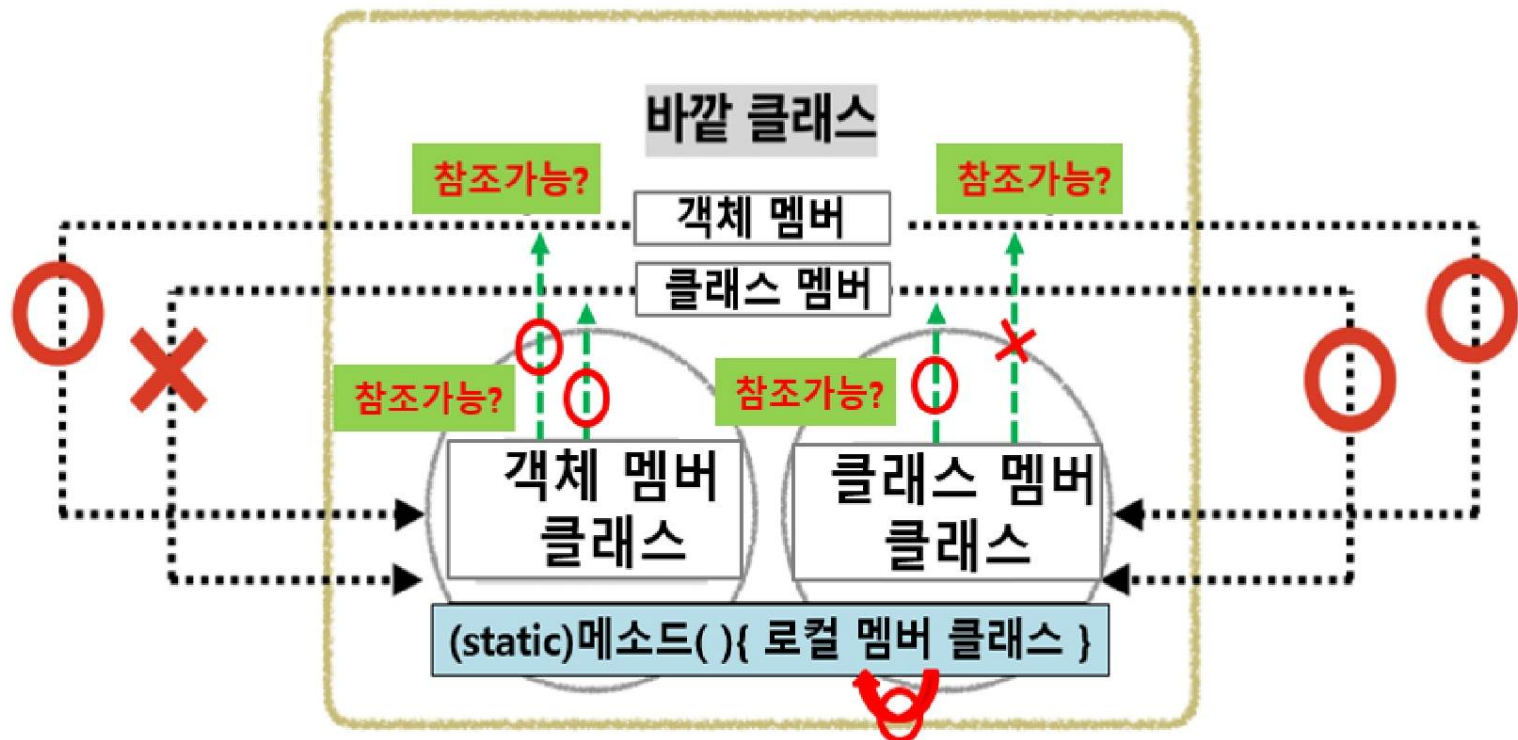 바깥 클래스
참조가능?
참조가능?
객체 멤버
클래스 멤버
참조가능?
참조가능?
객체 멤버
클래스
클래스 멤버
클래스
(static)메소드( ){ 로컬 멤버 클래스 }